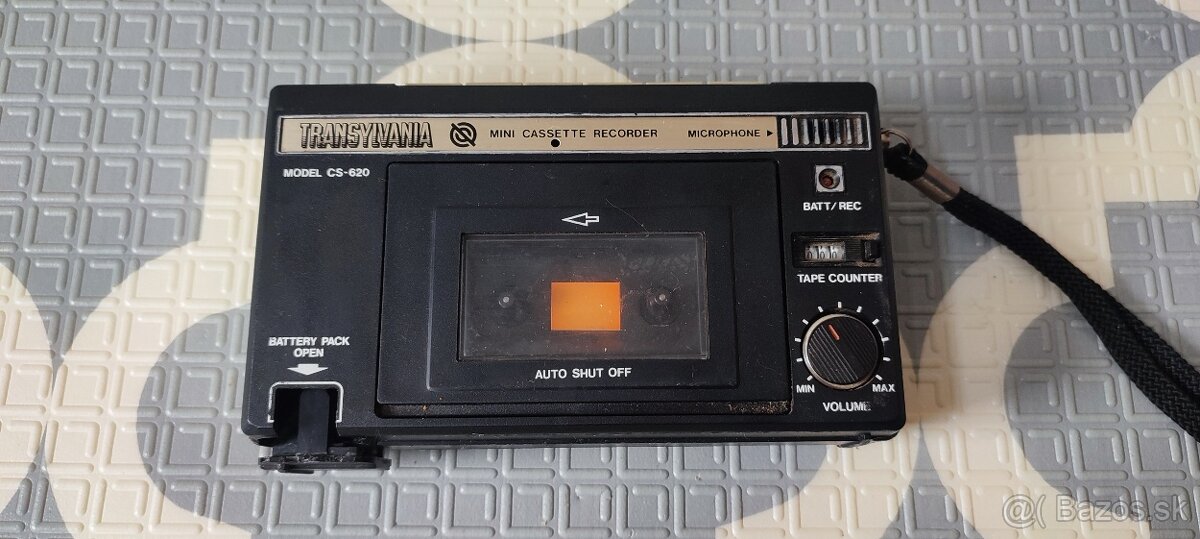 TRANSYLVANIA MINI CASSETTE RECORDER MICROPHONE ▶
MODEL CS-620
BATT/REC
TAPE COUNTER
BATTERY PACK
OPEN
AUTO SHUT OFF
MIN MAX
VOLUME
@( Bazos.sk